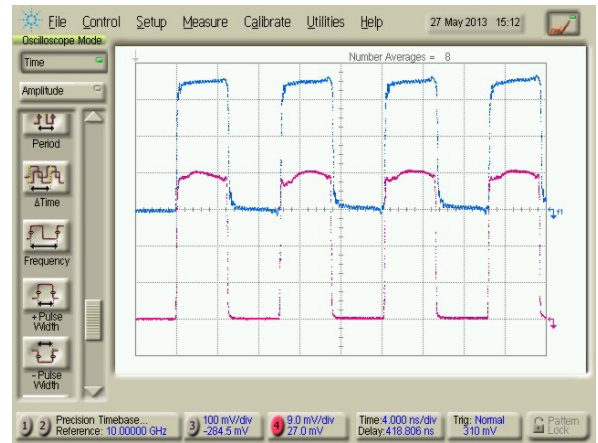 File Control Setup Measure Calibrate Utilities Help 27 May 2013 15:12
Oscilloscope Mode
Time
Number Averages = 8
Amplitude
Period
ΔTime
Frequency
+ Pulse
Width
- Pulse
Width
f1
1 2 Precision Timebase...
Reference: 10.00000 GHz
3 100 mV/div
-284.5 mV
4 9.0 mV/div
27.0 mV
Time:4.000 ns/div
Delay:418.806 ns
Trig: Normal
310 mV
Pattern
Lock